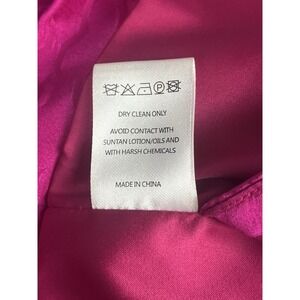 DRY CLEAN ONLY
AVOID CONTACT WITH
SUNTAN LOTION/OILS AND
WITH HARSH CHEMICALS
MADE IN CHINA